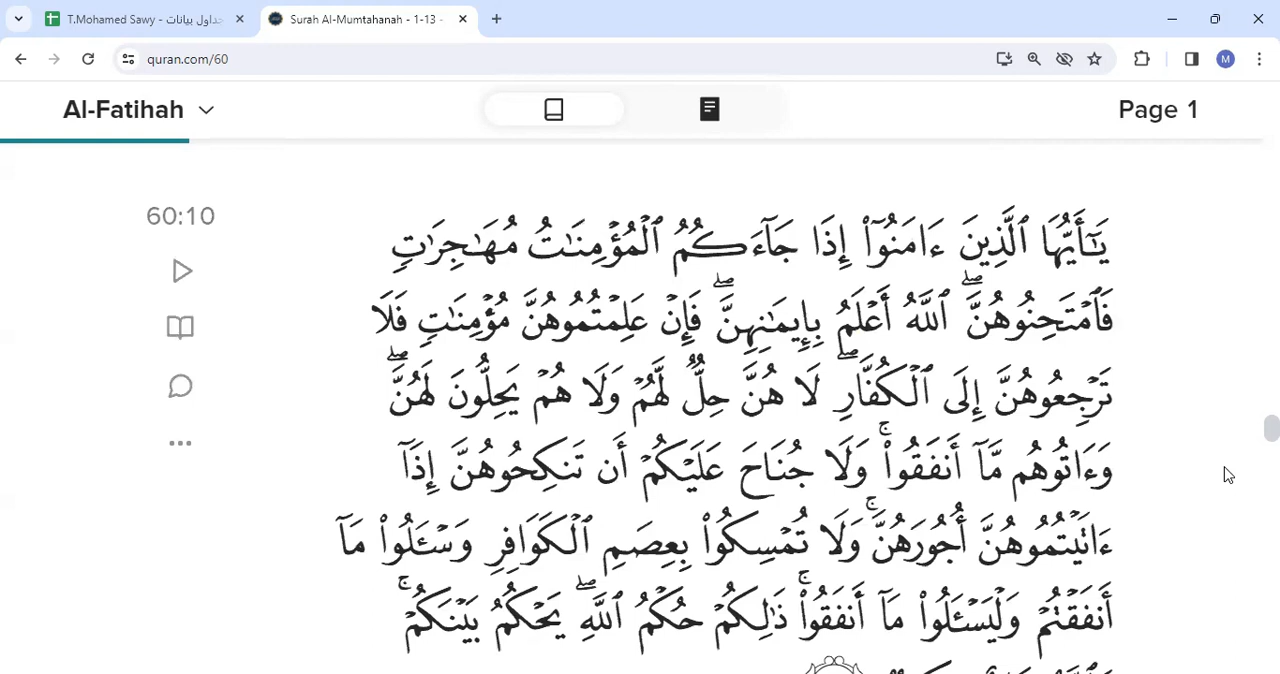 T.Mohamed Sawy - جداول بيانات
Surah Al-Mumtahanah - 1-13 -
quran.com/60
M
Al-Fatihah
Page 1
60:10
يَـٰٓأَيُّهَا ٱلَّذِينَ ءَامَنُوٓا۟ إِذَا جَآءَكُمُ ٱلْمُؤْمِنَـٰتُ مُهَـٰجِرَٰتٍ
فَٱمْتَحِنُوهُنَّ ۖ ٱللَّهُ أَعْلَمُ بِإِيمَـٰنِهِنَّ ۖ فَإِنْ عَلِمْتُمُوهُنَّ مُؤْمِنَـٰتٍ فَلَا
تَرْجِعُوهُنَّ إِلَى ٱلْكُفَّارِ ۖ لَا هُنَّ حِلٌّ لَّهُمْ وَلَا هُمْ يَحِلُّونَ لَهُنَّ ۖ
وَءَاتُوهُم مَّآ أَنفَقُوا۟ ۚ وَلَا جُنَاحَ عَلَيْكُمْ أَن تَنكِحُوهُنَّ إِذَآ
ءَاتَيْتُمُوهُنَّ أُجُورَهُنَّ ۚ وَلَا تُمْسِكُوا۟ بِعِصَمِ ٱلْكَوَافِرِ وَسْـَٔلُوا۟ مَآ
أَنفَقْتُمْ وَلْيَسْـَٔلُوا۟ مَآ أَنفَقُوا۟ ۚ ذَٰلِكُمْ حُكْمُ ٱللَّهِ ۖ يَحْكُمُ بَيْنَكُمْ ۚ